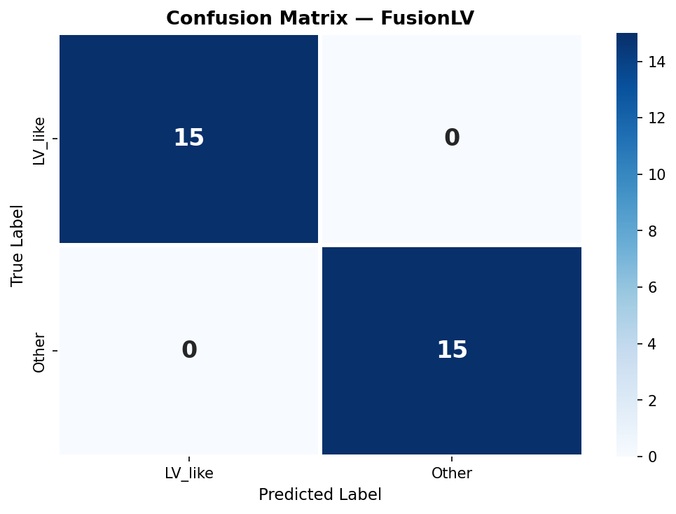 Confusion Matrix — FusionLV
True Label
LV_like
15
0
Other
0
15
LV_like
Other
Predicted Label
14
12
10
8
6
4
2
0